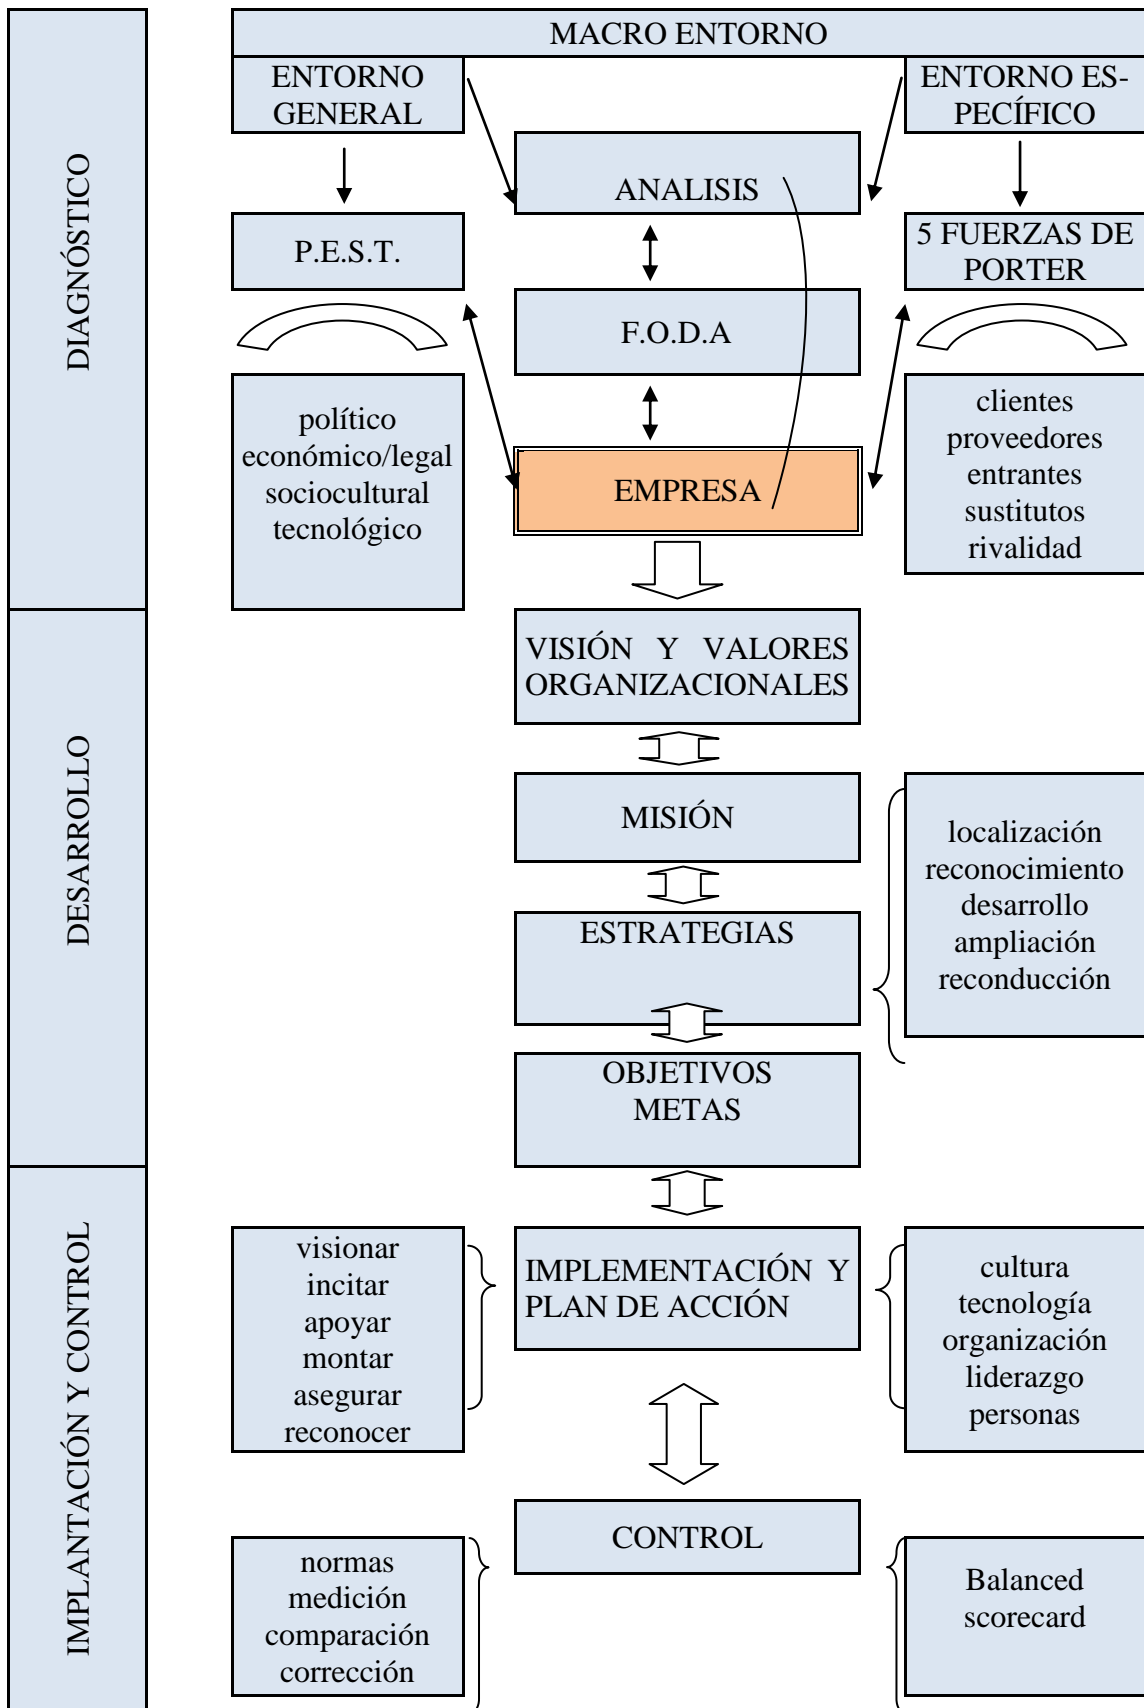 MACRO ENTORNO
ENTORNO
GENERAL
ENTORNO ES-
PECÍFICO
DIAGNÓSTICO
ANALISIS
P.E.S.T.
5 FUERZAS DE
PORTER
F.O.D.A
político
económico/legal
sociocultural
tecnológico
EMPRESA
clientes
proveedores
entrantes
sustitutos
rivalidad
DESARROLLO
VISIÓN Y VALORES
ORGANIZACIONALES
MISIÓN
localización
reconocimiento
desarrollo
ampliación
reconducción
ESTRATEGIAS
OBJETIVOS
METAS
IMPLANTACIÓN Y CONTROL
visionar
incitar
apoyar
montar
asegurar
reconocer
IMPLEMENTACIÓN Y
PLAN DE ACCIÓN
cultura
tecnología
organización
liderazgo
personas
CONTROL
normas
medición
comparación
corrección
Balanced
scorecard